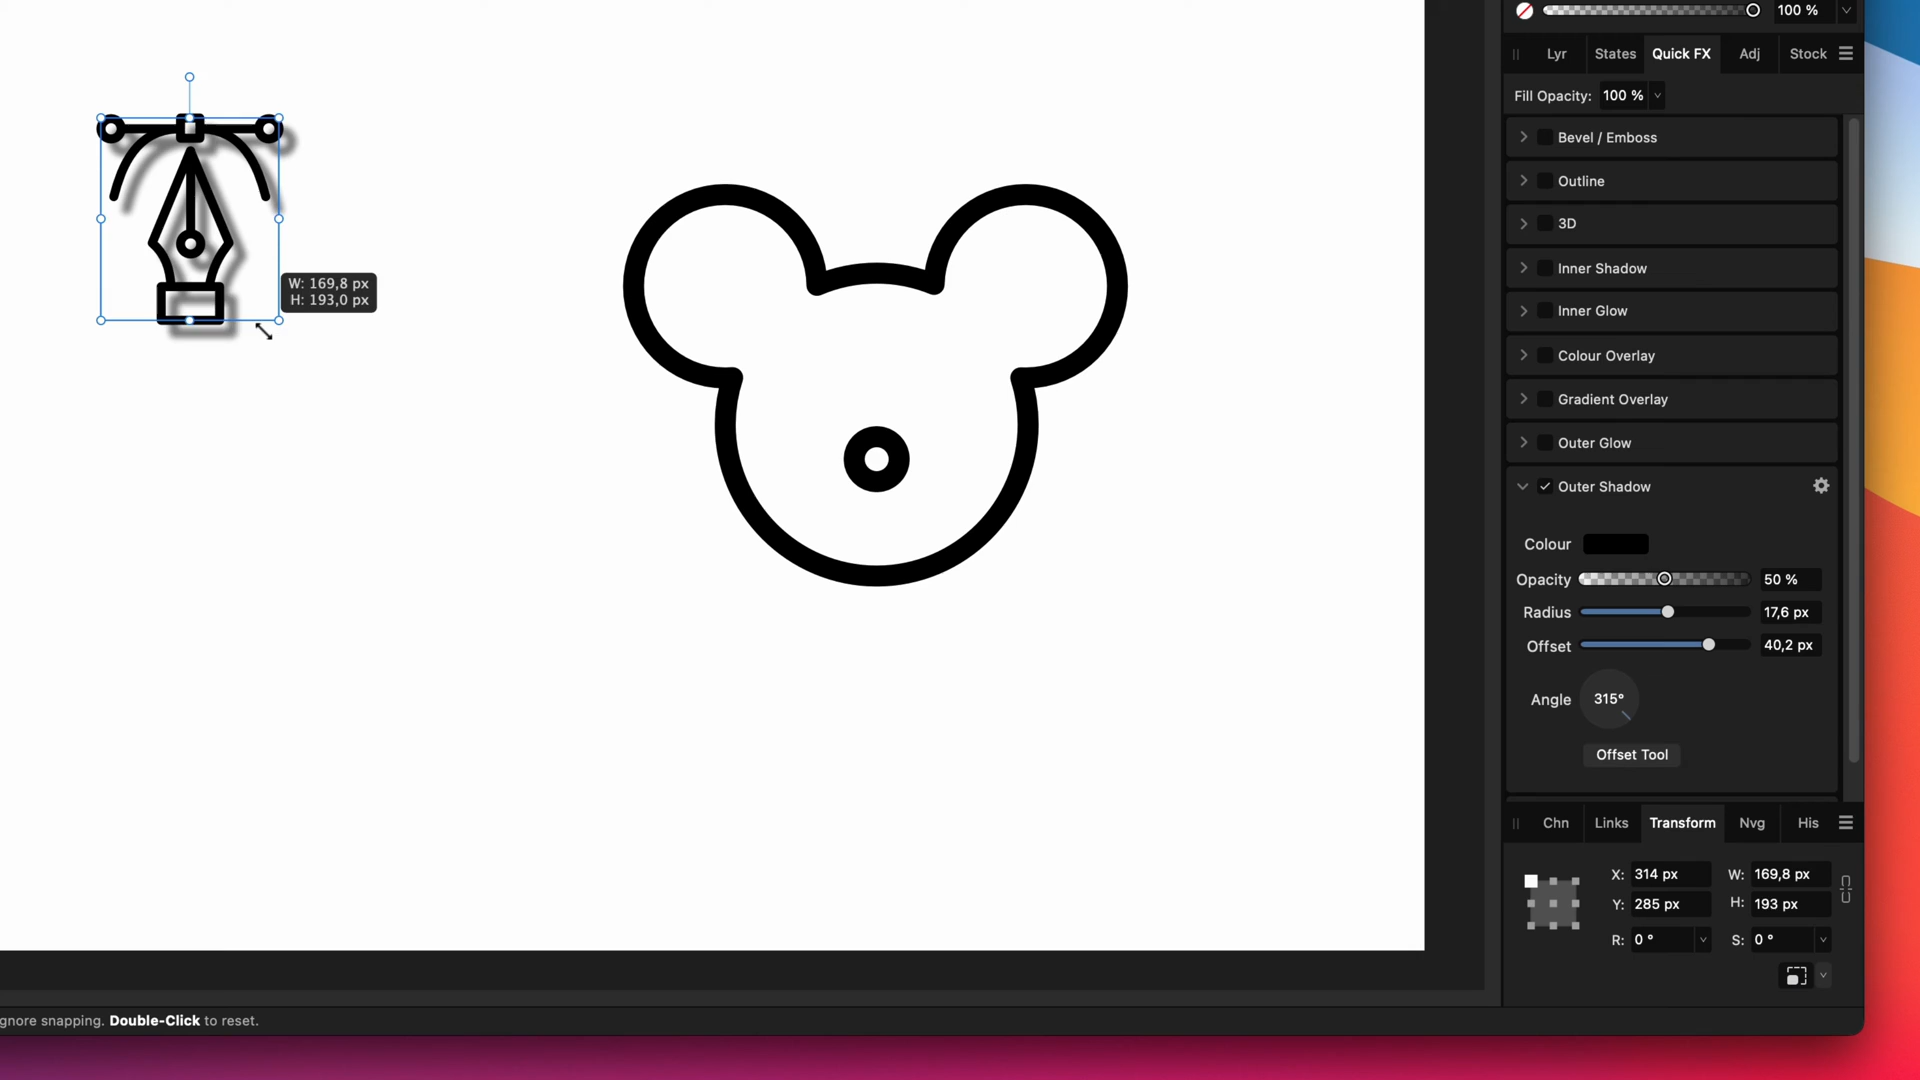 100 %
Lyr States Quick FX Adj Stock
Fill Opacity: 100 %
Bevel / Emboss
Outline
3D
Inner Shadow
Inner Glow
Colour Overlay
Gradient Overlay
Outer Glow
Outer Shadow
Colour
Opacity 50 %
Radius 17,6 px
Offset 40,2 px
Angle 315°
Offset Tool
W: 169,8 px
H: 193,0 px
Chn Links Transform Nvg His
X: 314 px W: 169,8 px
Y: 285 px H: 193 px
R: 0 ° S: 0 °
gnore snapping. Double-Click to reset.